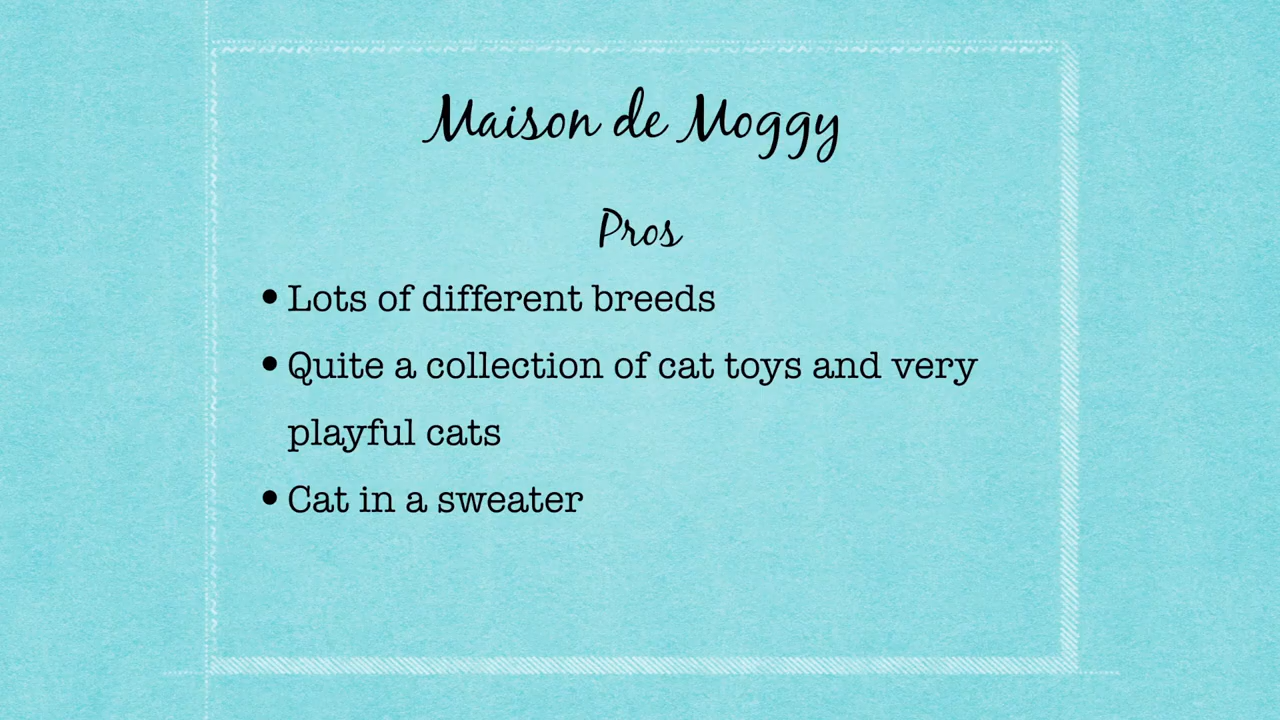 Maison de Moggy
Pros
• Lots of different breeds
• Quite a collection of cat toys and very
playful cats
• Cat in a sweater